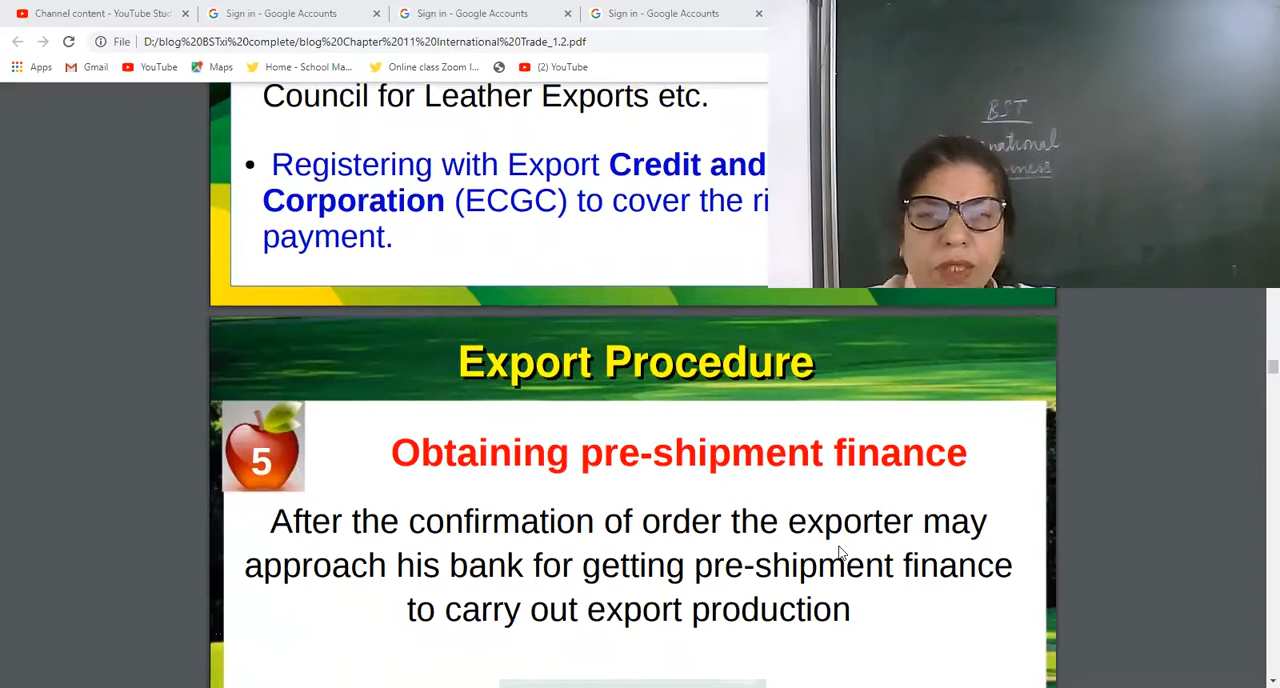 Channel content - YouTube Stud
Sign in - Google Accounts
Sign in - Google Accounts
Sign in - Google Accounts
File
D:/blog%20BSTxi%20complete/blog%20Chapter%2011%20International%20Trade_1.2.pdf
Apps
Gmail
YouTube
Maps
Home - School Ma...
Online class Zoom l...
(2) YouTube
BST
national
ness
Council for Leather Exports etc.
• Registering with Export Credit and
Corporation (ECGC) to cover the ri
payment.
Export Procedure
5
Obtaining pre-shipment finance
After the confirmation of order the exporter may
approach his bank for getting pre-shipment finance
to carry out export production